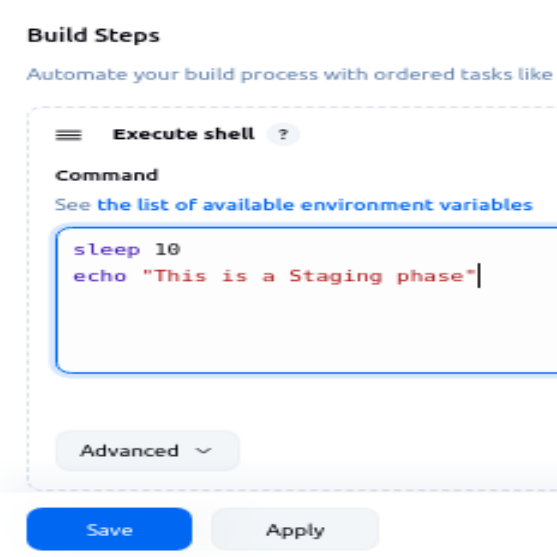 Build Steps
Automate your build process with ordered tasks like
Execute shell ?
Command
See the list of available environment variables
sleep 10
echo "This is a Staging phase"
Advanced
Save Apply